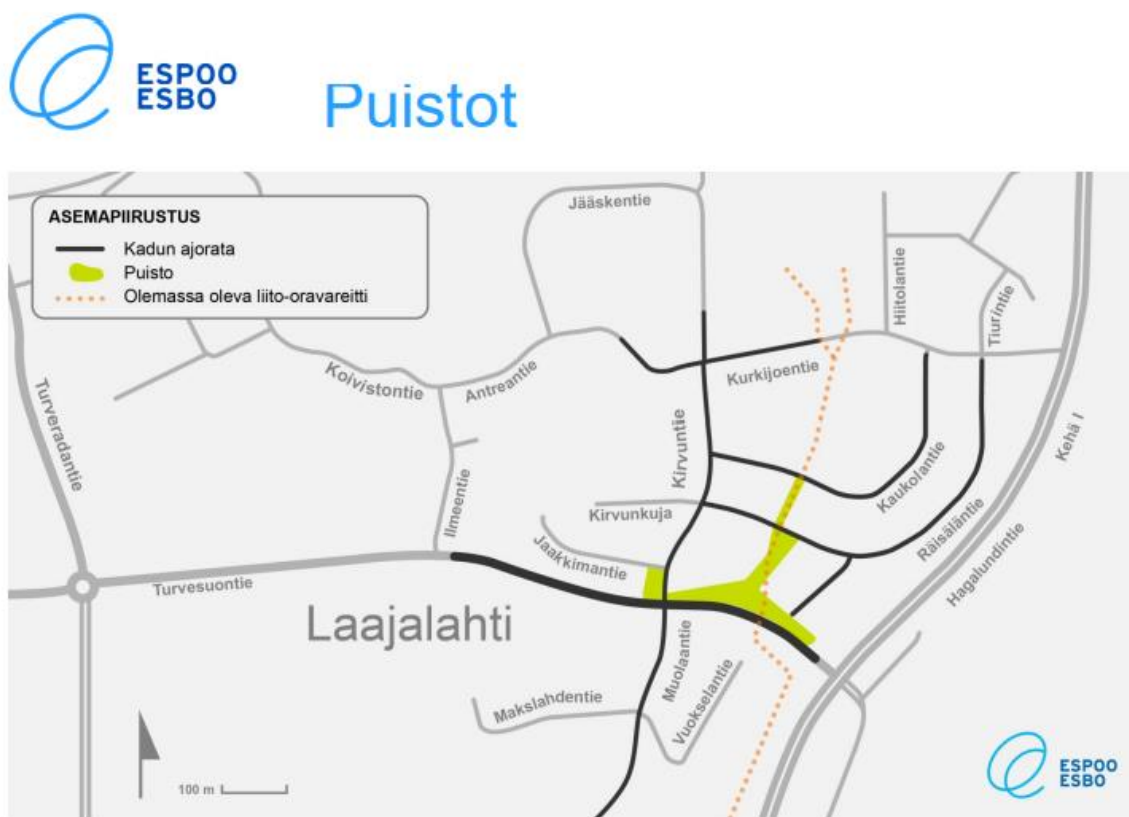 ESPOO
ESBO
Puistot
ASEMAPIIRUSTUS
Kadun ajorata
Puisto
Olemassa oleva liito-oravareitti
Jääskentie
Hiitolantie
Tiurintie
Koivistontie
Antreantie
Kurkijoentie
Turveradantie
Kehä I
Kirvuntie
Kaukolantie
Ilmeentie
Kirvunkuja
Räisäläntie
Jaakkimantie
Hagalundintie
Turvesuontie
Laajalahti
Muolaantie
Vuokselantie
Makslahdentie
100 m
ESPOO
ESBO